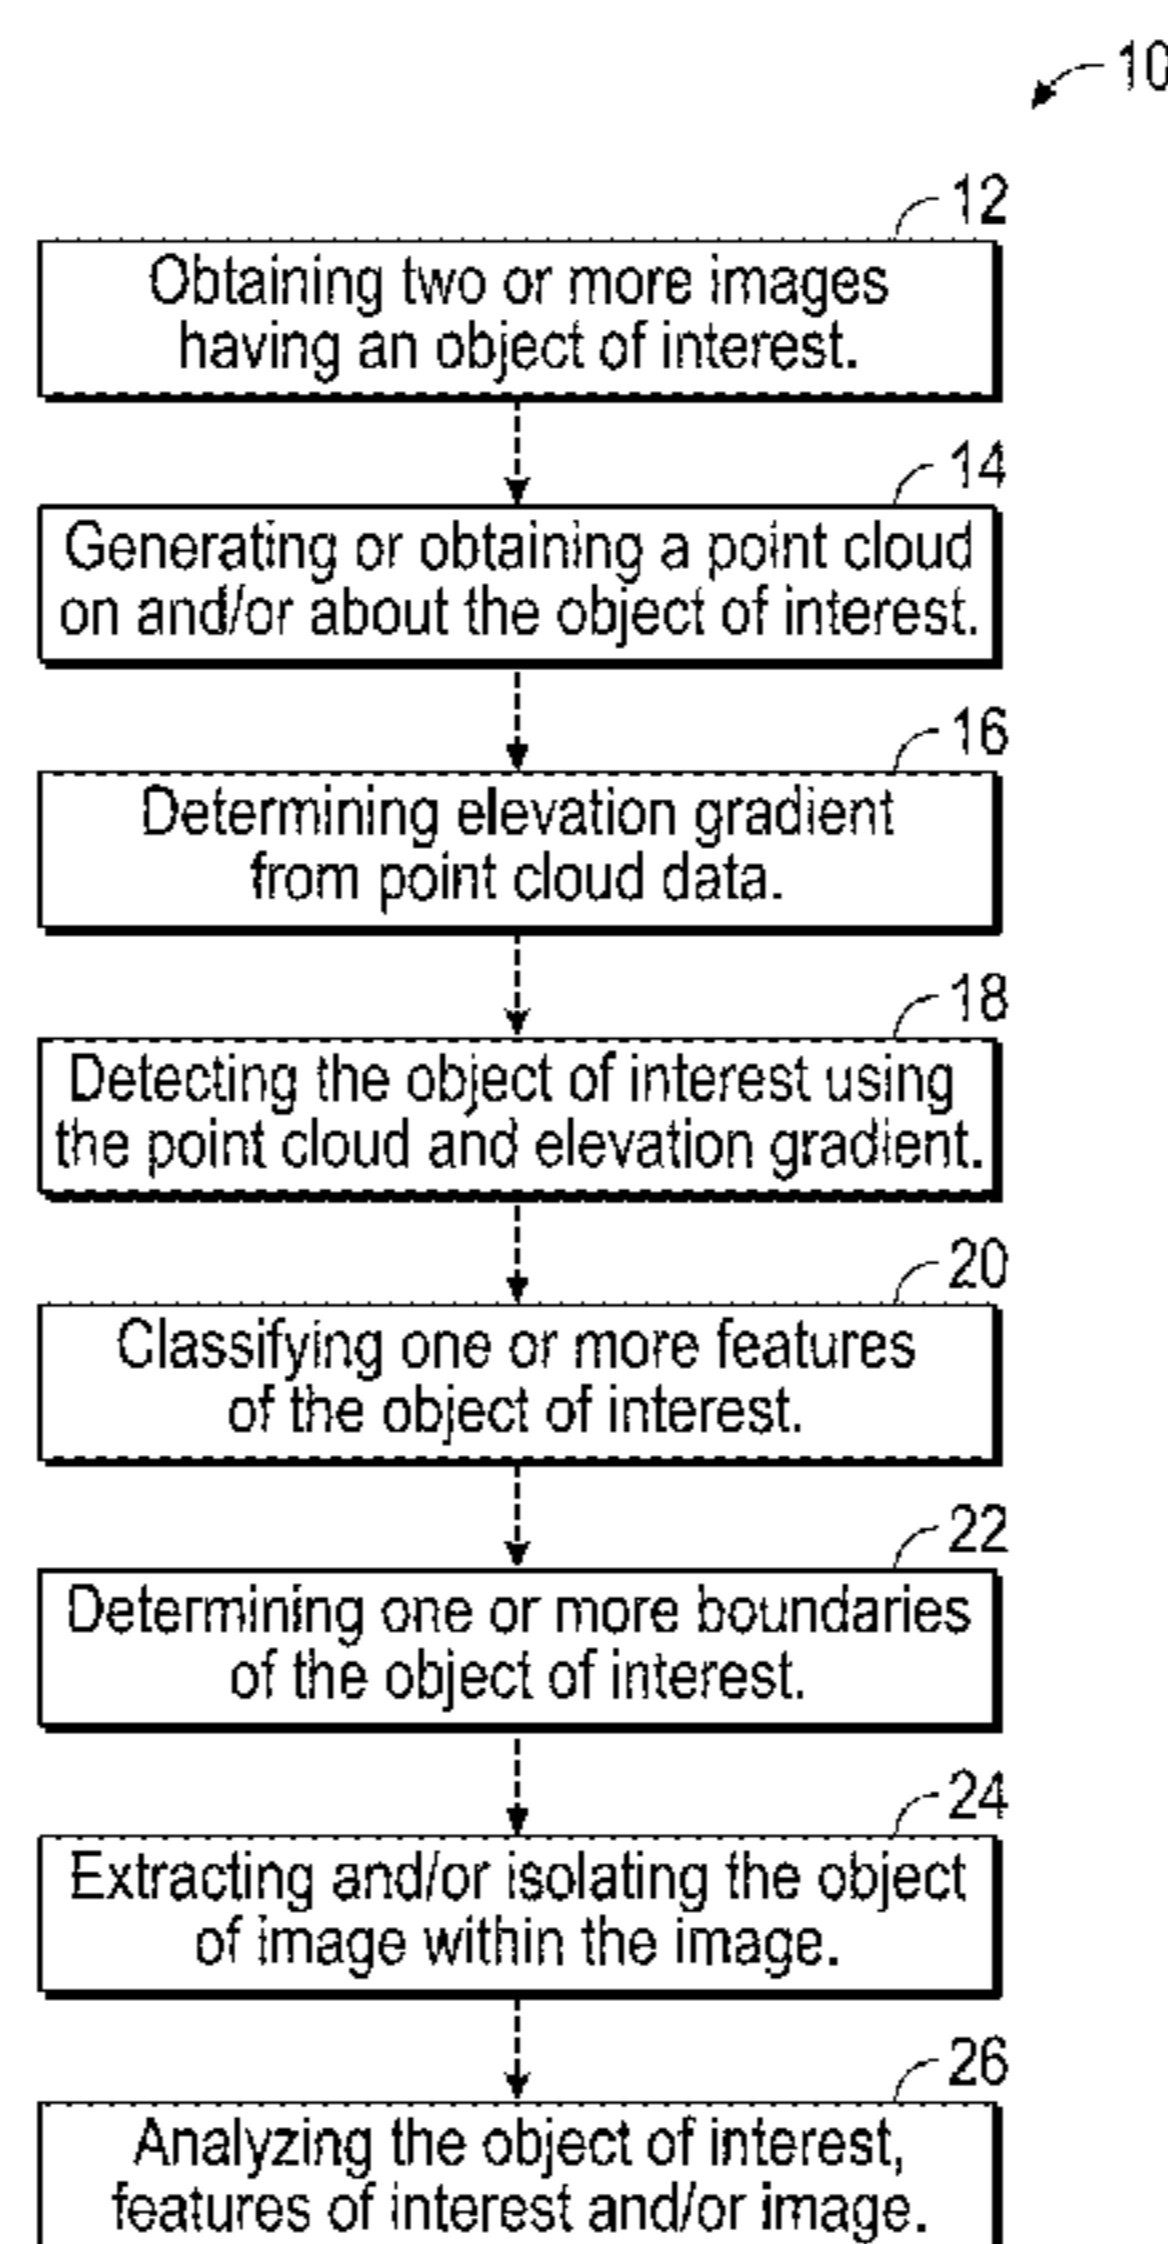 10
12
Obtaining two or more images
having an object of interest.
14
Generating or obtaining a point cloud
on and/or about the object of interest.
16
Determining elevation gradient
from point cloud data.
18
Detecting the object of interest using
the point cloud and elevation gradient.
20
Classifying one or more features
of the object of interest.
22
Determining one or more boundaries
of the object of interest.
24
Extracting and/or isolating the object
of image within the image.
26
Analyzing the object of interest,
features of interest and/or image.